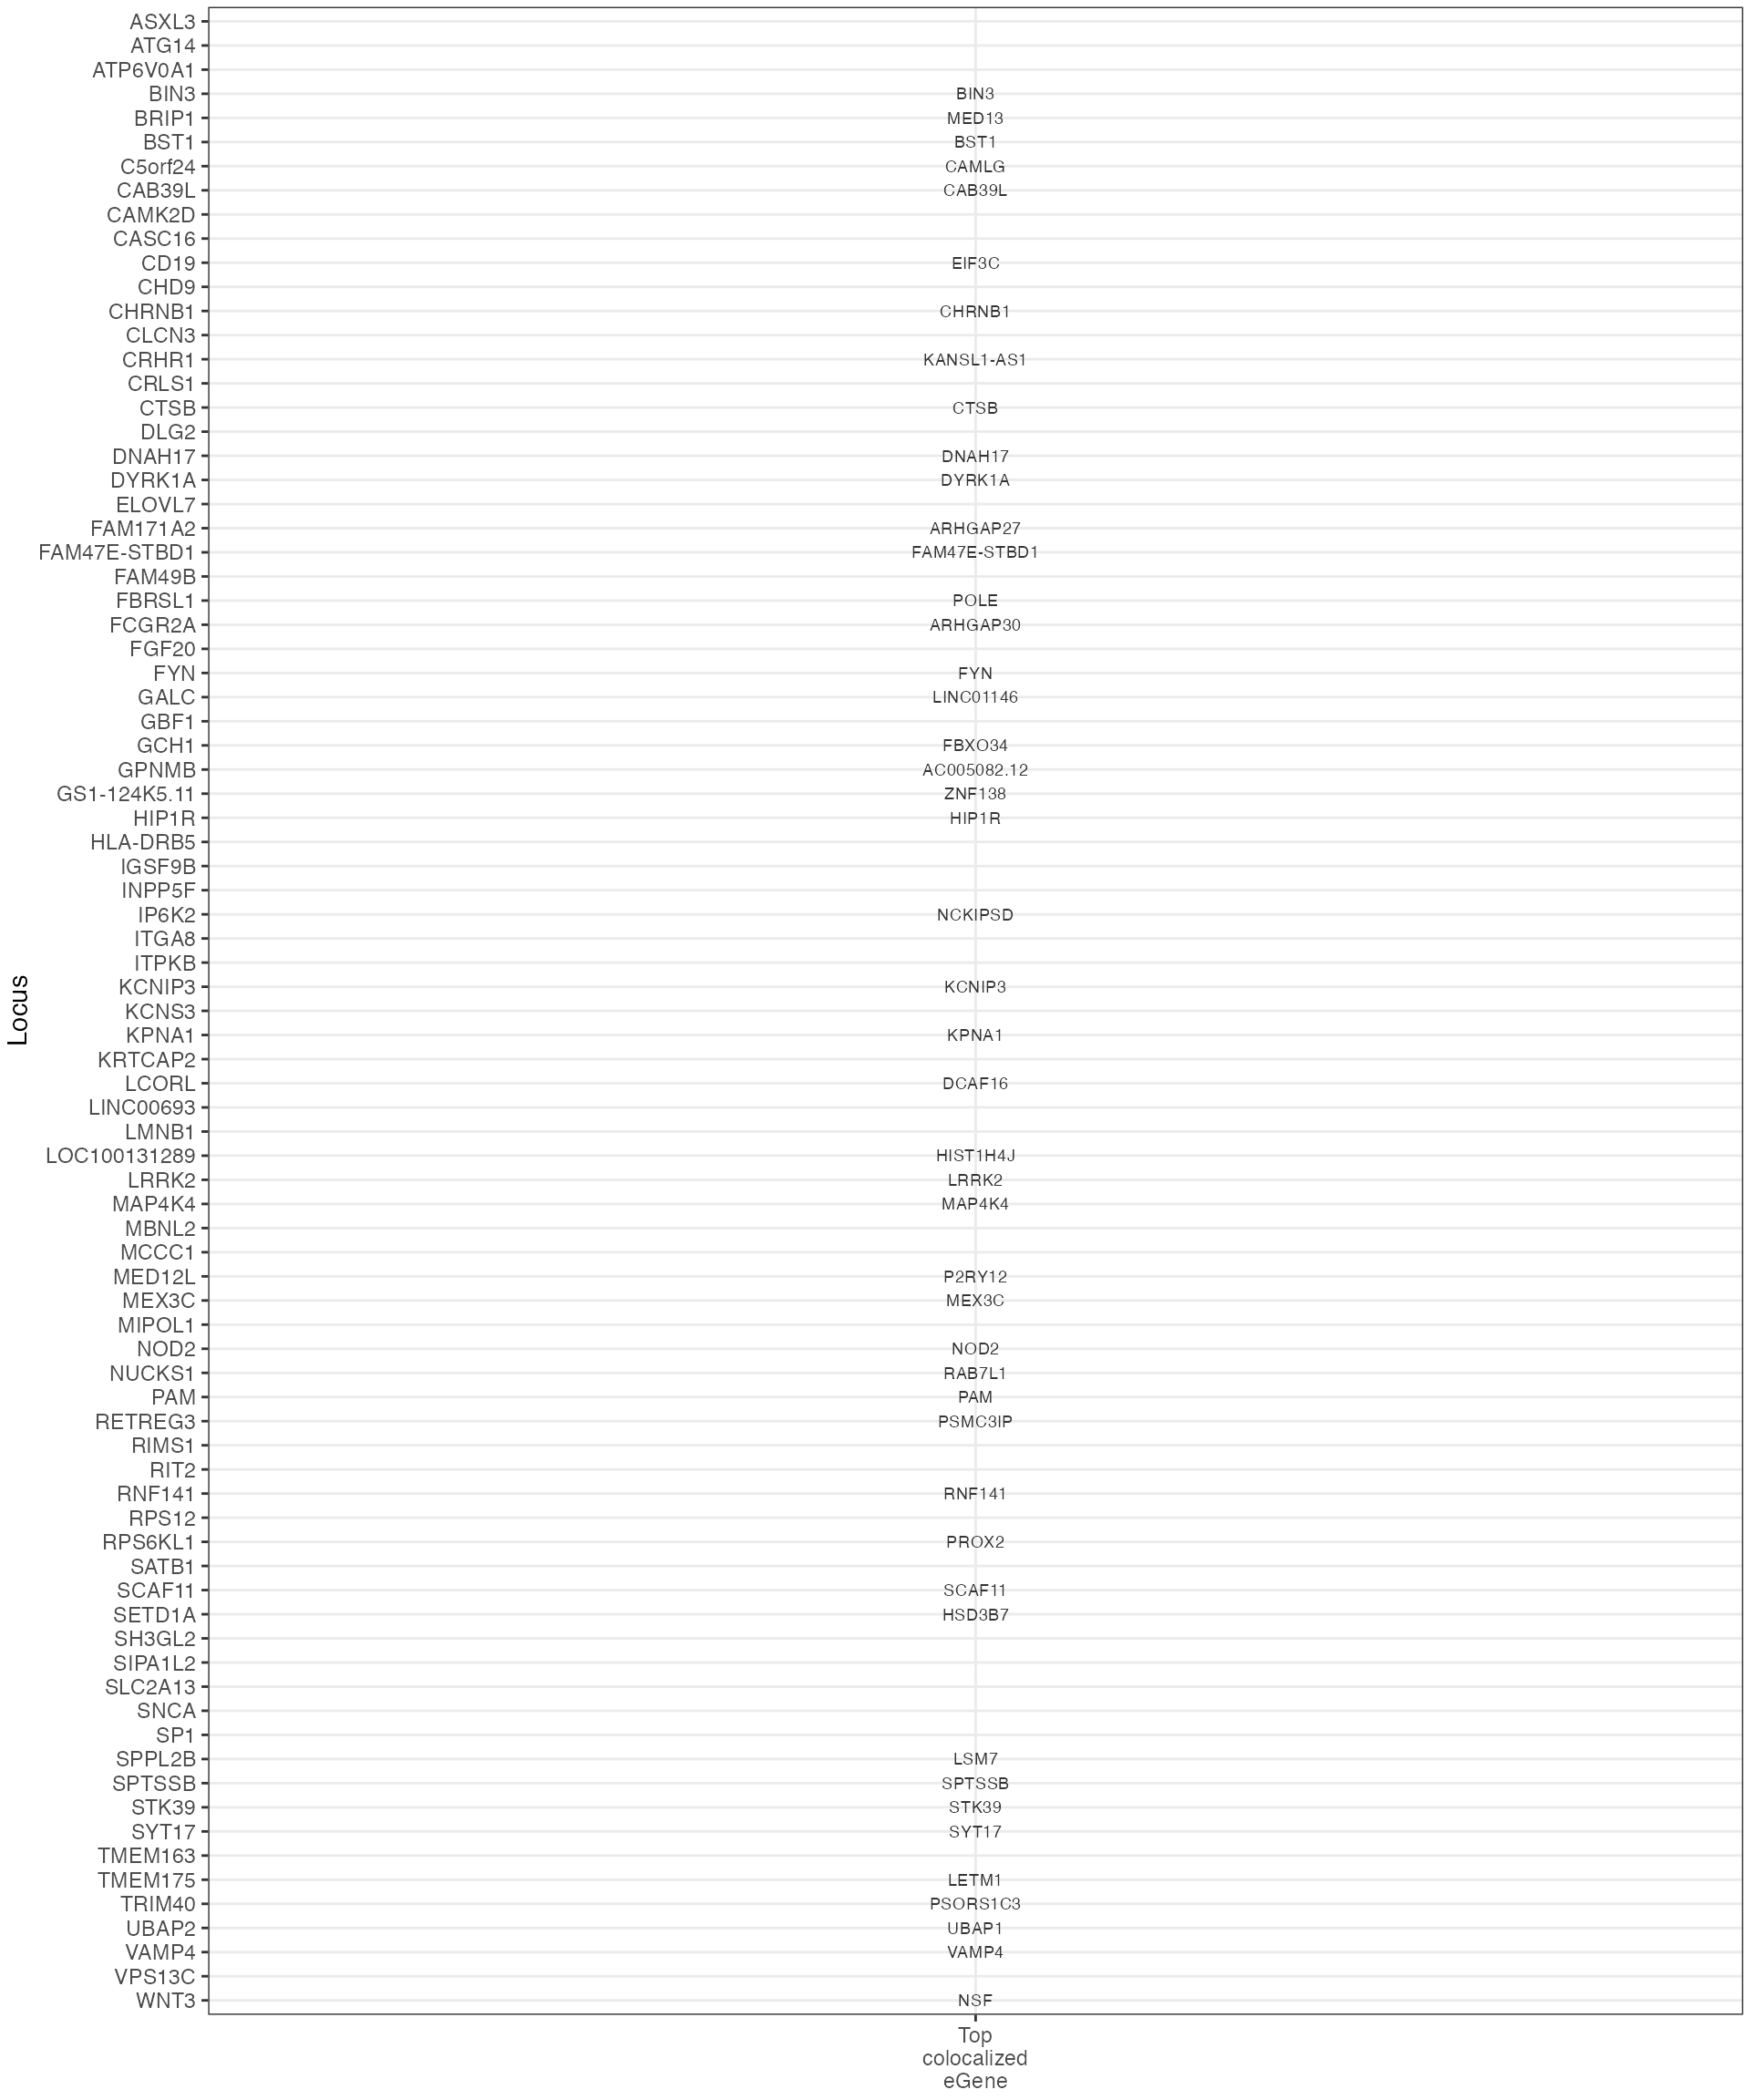 ASXL3
ATG14
ATP6V0A1
BIN3 BIN3
BRIP1 MED13
BST1 BST1
C5orf24 CAMLG
CAB39L CAB39L
CAMK2D
CASC16
CD19 EIF3C
CHD9
CHRNB1 CHRNB1
CLCN3
CRHR1 KANSL1-AS1
CRLS1
CTSB CTSB
DLG2
DNAH17 DNAH17
DYRK1A DYRK1A
ELOVL7
FAM171A2 ARHGAP27
FAM47E-STBD1 FAM47E-STBD1
FAM49B
FBRSL1 POLE
FCGR2A ARHGAP30
FGF20
FYN FYN
GALC LINC01146
GBF1
GCH1 FBXO34
GPNMB AC005082.12
GS1-124K5.11 ZNF138
HIP1R HIP1R
HLA-DRB5
IGSF9B
INPP5F
IP6K2 NCKIPSD
ITGA8
ITPKB
KCNIP3 KCNIP3
KCNS3
KPNA1 KPNA1
KRTCAP2
LCORL DCAF16
LINC00693
LMNB1
LOC100131289 HIST1H4J
LRRK2 LRRK2
MAP4K4 MAP4K4
MBNL2
MCCC1
MED12L P2RY12
MEX3C MEX3C
MIPOL1
NOD2 NOD2
NUCKS1 RAB7L1
PAM PAM
RETREG3 PSMC3IP
RIMS1
RIT2
RNF141 RNF141
RPS12
RPS6KL1 PROX2
SATB1
SCAF11 SCAF11
SETD1A HSD3B7
SH3GL2
SIPA1L2
SLC2A13
SNCA
SP1
SPPL2B LSM7
SPTSSB SPTSSB
STK39 STK39
SYT17 SYT17
TMEM163
TMEM175 LETM1
TRIM40 PSORS1C3
UBAP2 UBAP1
VAMP4 VAMP4
VPS13C
WNT3 NSF
Locus
Top
colocalized
eGene